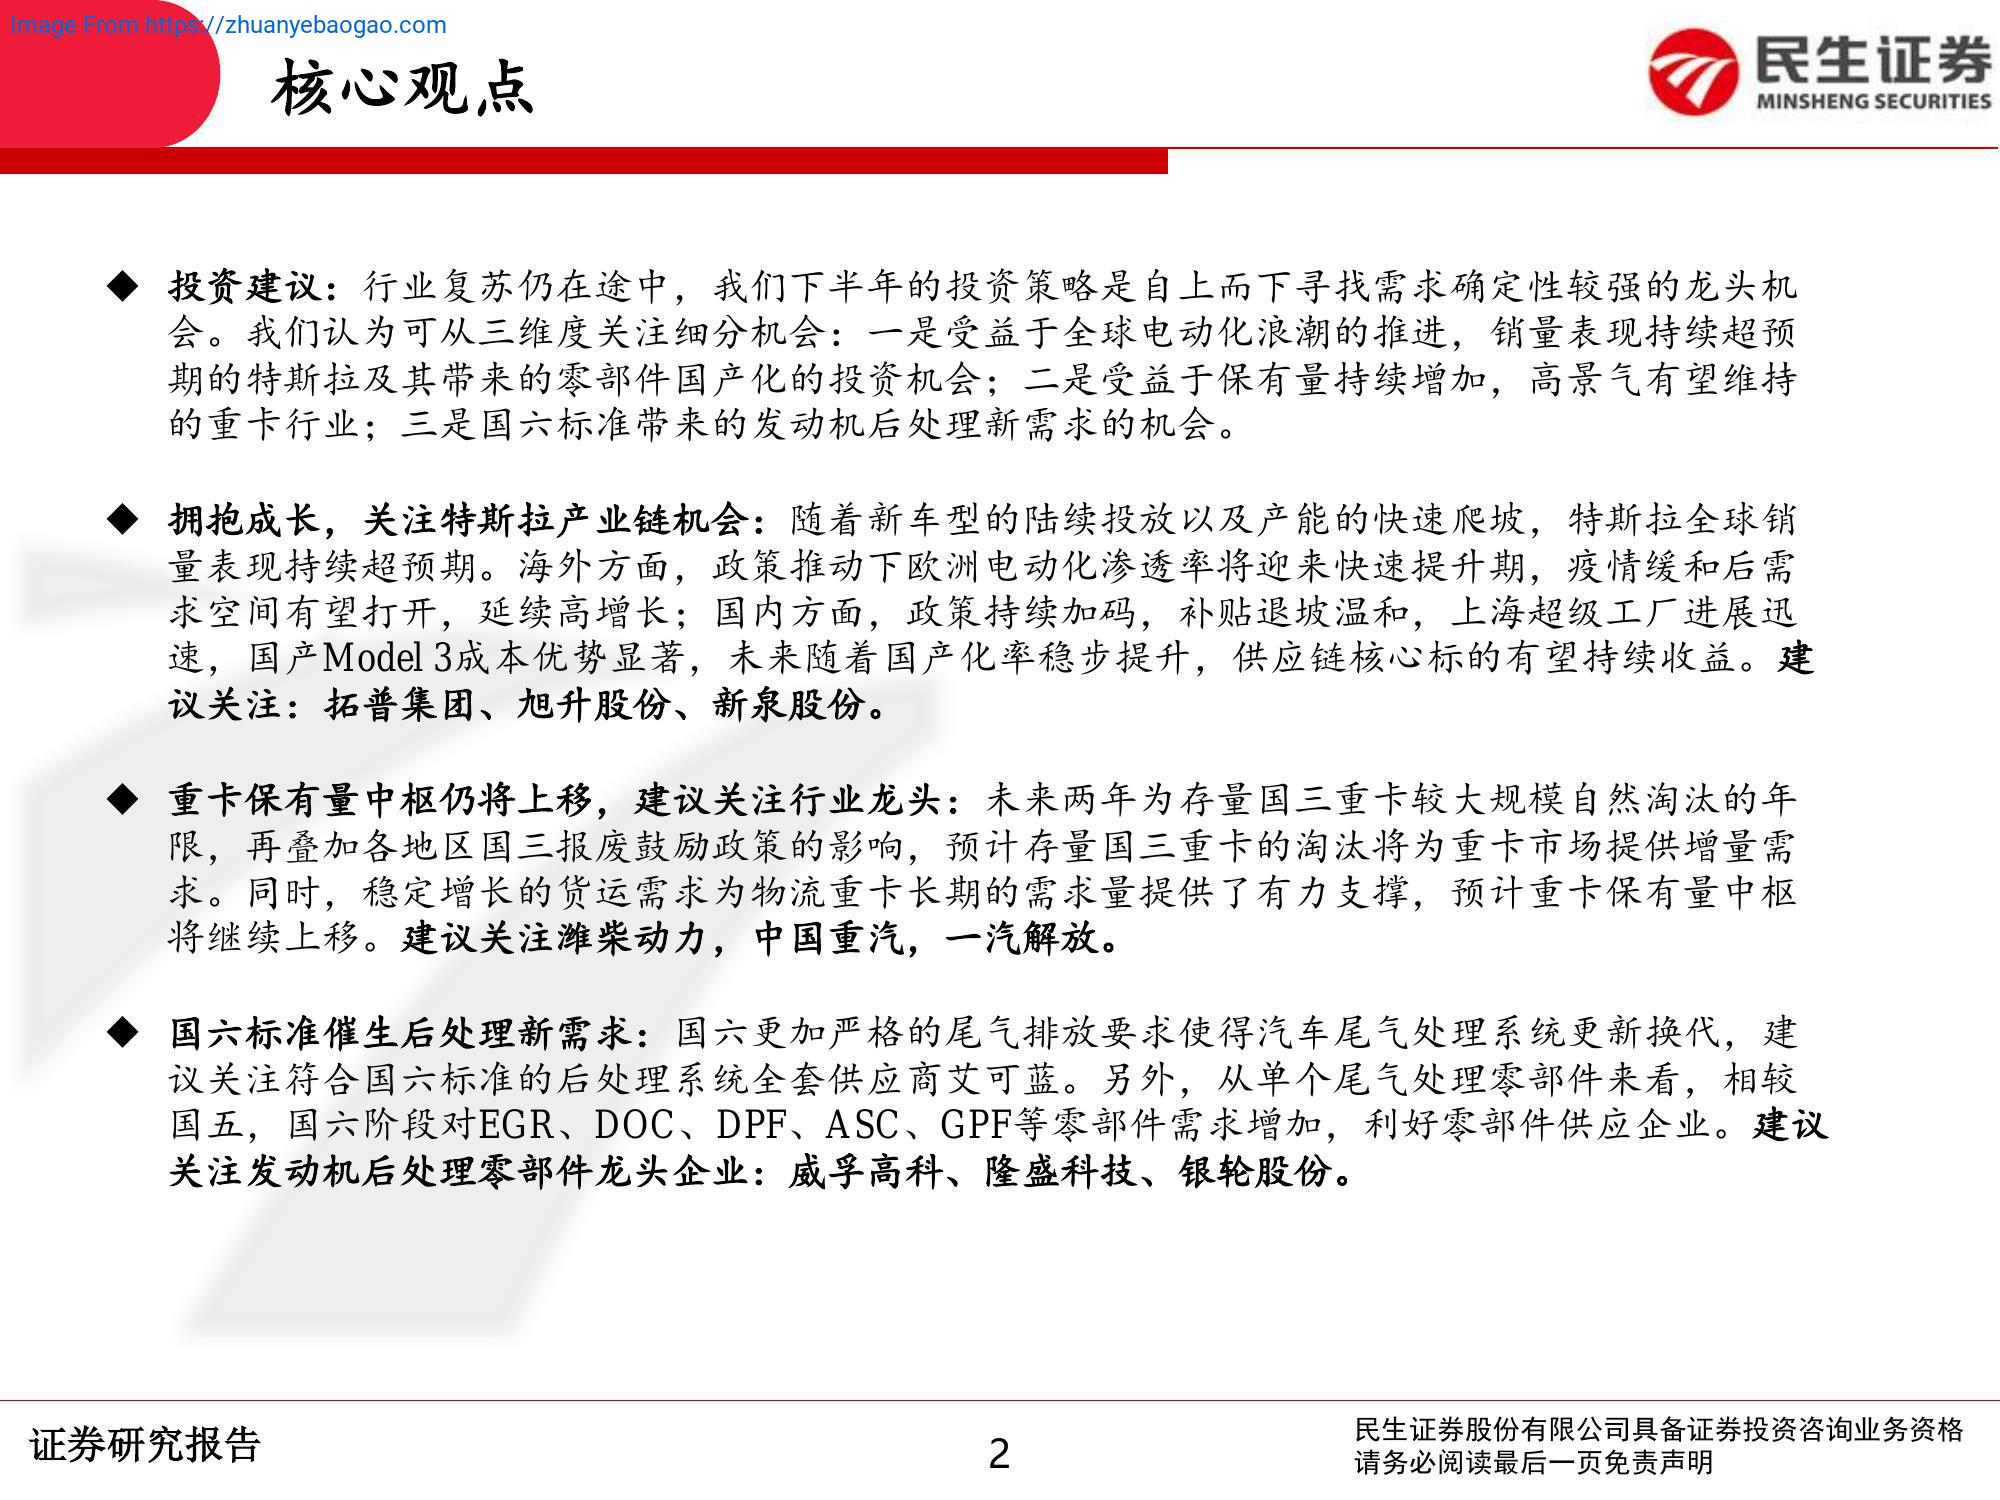 Image From https://zhuanyebaogao.com
核心观点
民生证券
MINSHENG SECURITIES
◆ 投资建议：行业复苏仍在途中，我们下半年的投资策略是自上而下寻找需求确定性较强的龙头机
会。我们认为可从三维度关注细分机会：一是受益于全球电动化浪潮的推进，销量表现持续超预
期的特斯拉及其带来的零部件国产化的投资机会；二是受益于保有量持续增加，高景气有望维持
的重卡行业；三是国六标准带来的发动机后处理新需求的机会。
◆ 拥抱成长，关注特斯拉产业链机会：随着新车型的陆续投放以及产能的快速爬坡，特斯拉全球销
量表现持续超预期。海外方面，政策推动下欧洲电动化渗透率将迎来快速提升期，疫情缓和后需
求空间有望打开，延续高增长；国内方面，政策持续加码，补贴退坡温和，上海超级工厂进展迅
速，国产Model 3成本优势显著，未来随着国产化率稳步提升，供应链核心标的有望持续收益。建
议关注：拓普集团、旭升股份、新泉股份。
◆ 重卡保有量中枢仍将上移，建议关注行业龙头：未来两年为存量国三重卡较大规模自然淘汰的年
限，再叠加各地区国三报废鼓励政策的影响，预计存量国三重卡的淘汰将为重卡市场提供增量需
求。同时，稳定增长的货运需求为物流重卡长期的需求量提供了有力支撑，预计重卡保有量中枢
将继续上移。建议关注潍柴动力，中国重汽，一汽解放。
◆ 国六标准催生后处理新需求：国六更加严格的尾气排放要求使得汽车尾气处理系统更新换代，建
议关注符合国六标准的后处理系统全套供应商艾可蓝。另外，从单个尾气处理零部件来看，相较
国五，国六阶段对EGR、DOC、DPF、ASC、GPF等零部件需求增加，利好零部件供应企业。建议
关注发动机后处理零部件龙头企业：威孚高科、隆盛科技、银轮股份。
证券研究报告
2
民生证券股份有限公司具备证券投资咨询业务资格
请务必阅读最后一页免责声明